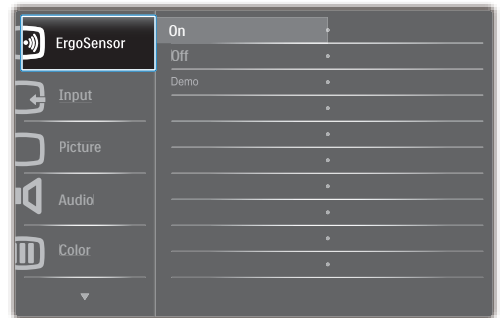 ErgoSensor
On
Off
Demo
Input
Picture
Audio
Color